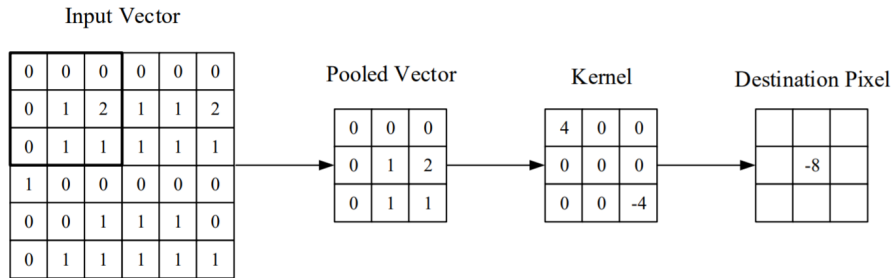 Input Vector
Pooled Vector
Kernel
Destination Pixel
0 0 0 0 0 0
0 1 2 1 1 2
0 1 1 1 1 1
1 0 0 0 0 0
0 0 1 1 1 0
0 1 1 1 1 1
0 0 0
0 1 2
0 1 1
4 0 0
0 0 0
0 0 -4
-8